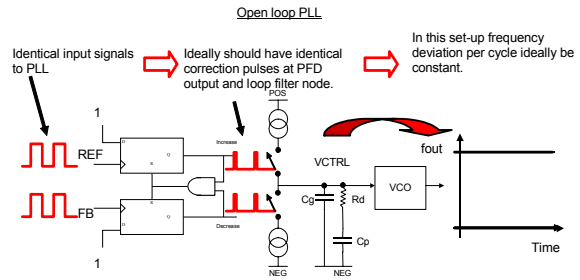 Open loop PLL
Identical input signals
to PLL
Ideally should have identical
correction pulses at PFD
output and loop filter node.
In this set-up frequency
deviation per cycle ideally be
constant.
POS
1
D
Q
Increase
REF
S
VCTRL
fout
Cg
Rd
VCO
FB
S
D
Q
Decrease
Cp
1
NEG
NEG
Time